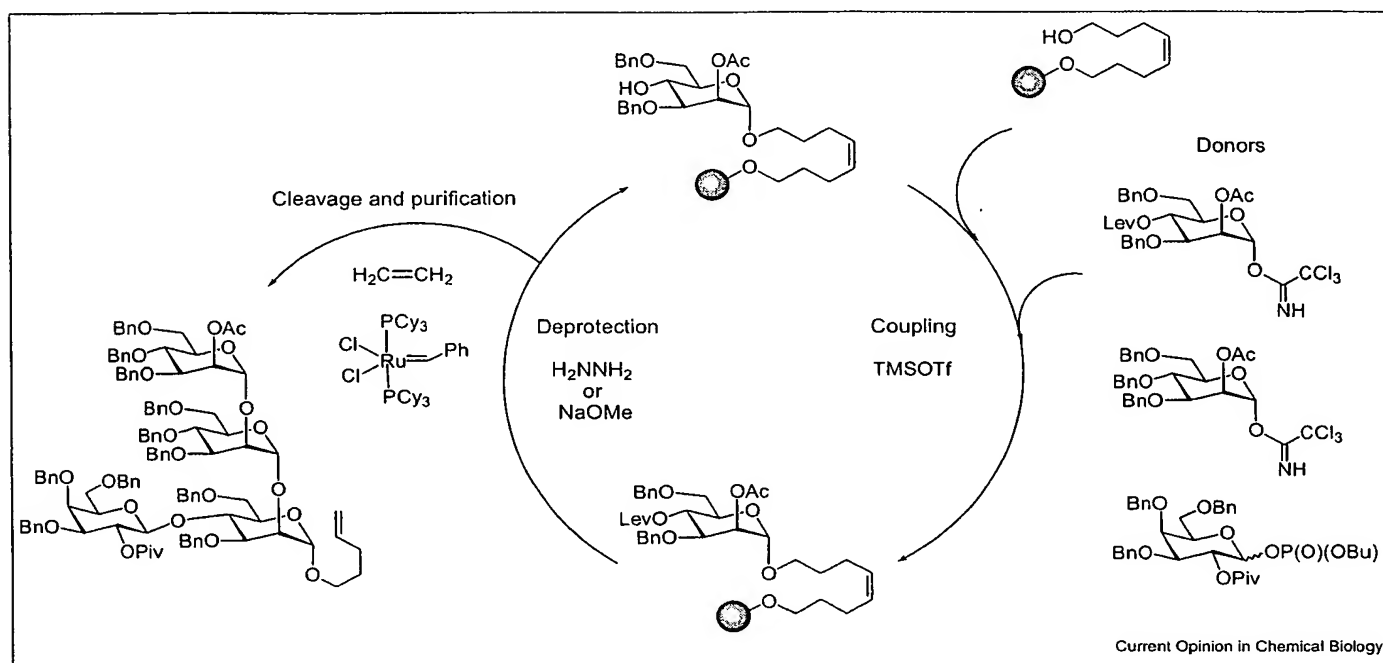 HO
O
BnO
OAc
HO
BnO
O
O
O
Cleavage and purification
H2C=CH2
PCy3
Cl
Cl
Ru
Ph
PCy3
Deprotection
H2NNH2
or
NaOMe
Coupling
TMSOTf
Donors
BnO
OAc
LevO
BnO
O
O
CCl3
NH
BnO
OAc
BnO
BnO
O
O
CCl3
NH
BnO
OBn
BnO
O
OPiv
OP(O)(OBu)
BnO
OAc
BnO
BnO
O
O
BnO
BnO
BnO
O
O
BnO
OBn
BnO
O
OPiv
O
BnO
BnO
O
O
BnO
OAc
LevO
BnO
O
O
O
Current Opinion in Chemical Biology